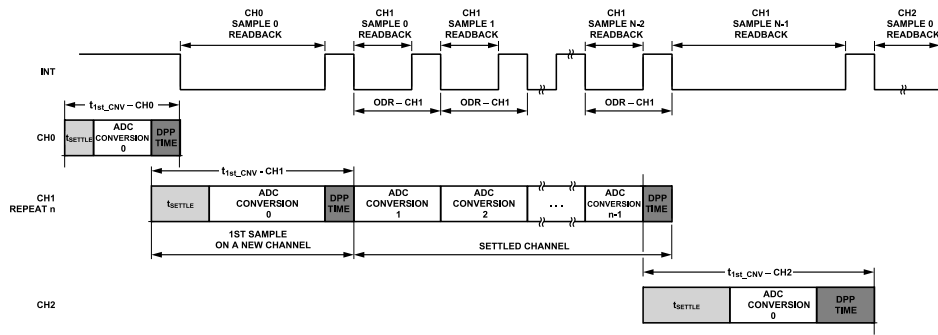 CH0
SAMPLE 0
READBACK
CH1
SAMPLE 0
READBACK
CH1
SAMPLE 1
READBACK
CH1
SAMPLE N-2
READBACK
CH1
SAMPLE N-1
READBACK
CH2
SAMPLE 0
READBACK
INT
ODR – CH1
ODR – CH1
ODR – CH1
t1st_CNV – CH0
CH0
tSETTLE
ADC
CONVERSION
0
DPP
TIME
t1st_CNV - CH1
CH1
REPEAT n
tSETTLE
ADC
CONVERSION
0
DPP
TIME
ADC
CONVERSION
1
ADC
CONVERSION
2
...
ADC
CONVERSION
n-1
DPP
TIME
1ST SAMPLE
ON A NEW CHANNEL
SETTLED CHANNEL
t1st_CNV – CH2
CH2
tSETTLE
ADC
CONVERSION
0
DPP
TIME